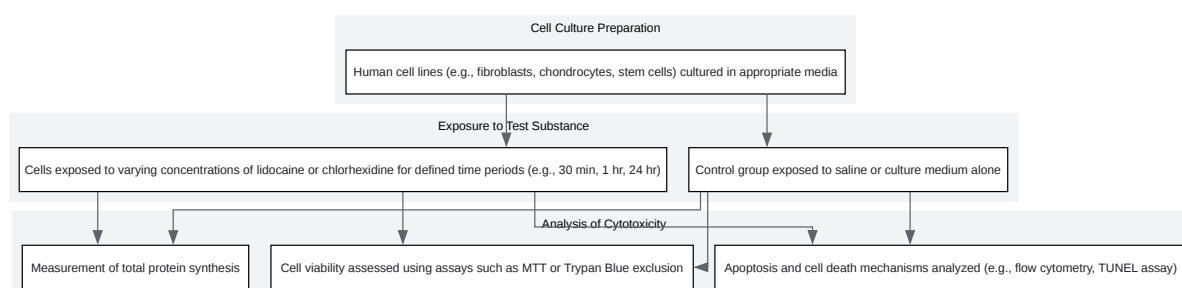 Cell Culture Preparation
Human cell lines (e.g., fibroblasts, chondrocytes, stem cells) cultured in appropriate media
Exposure to Test Substance
Cells exposed to varying concentrations of lidocaine or chlorhexidine for defined time periods (e.g., 30 min, 1 hr, 24 hr)
Control group exposed to saline or culture medium alone
Analysis of Cytotoxicity
Measurement of total protein synthesis
Cell viability assessed using assays such as MTT or Trypan Blue exclusion
Apoptosis and cell death mechanisms analyzed (e.g., flow cytometry, TUNEL assay)